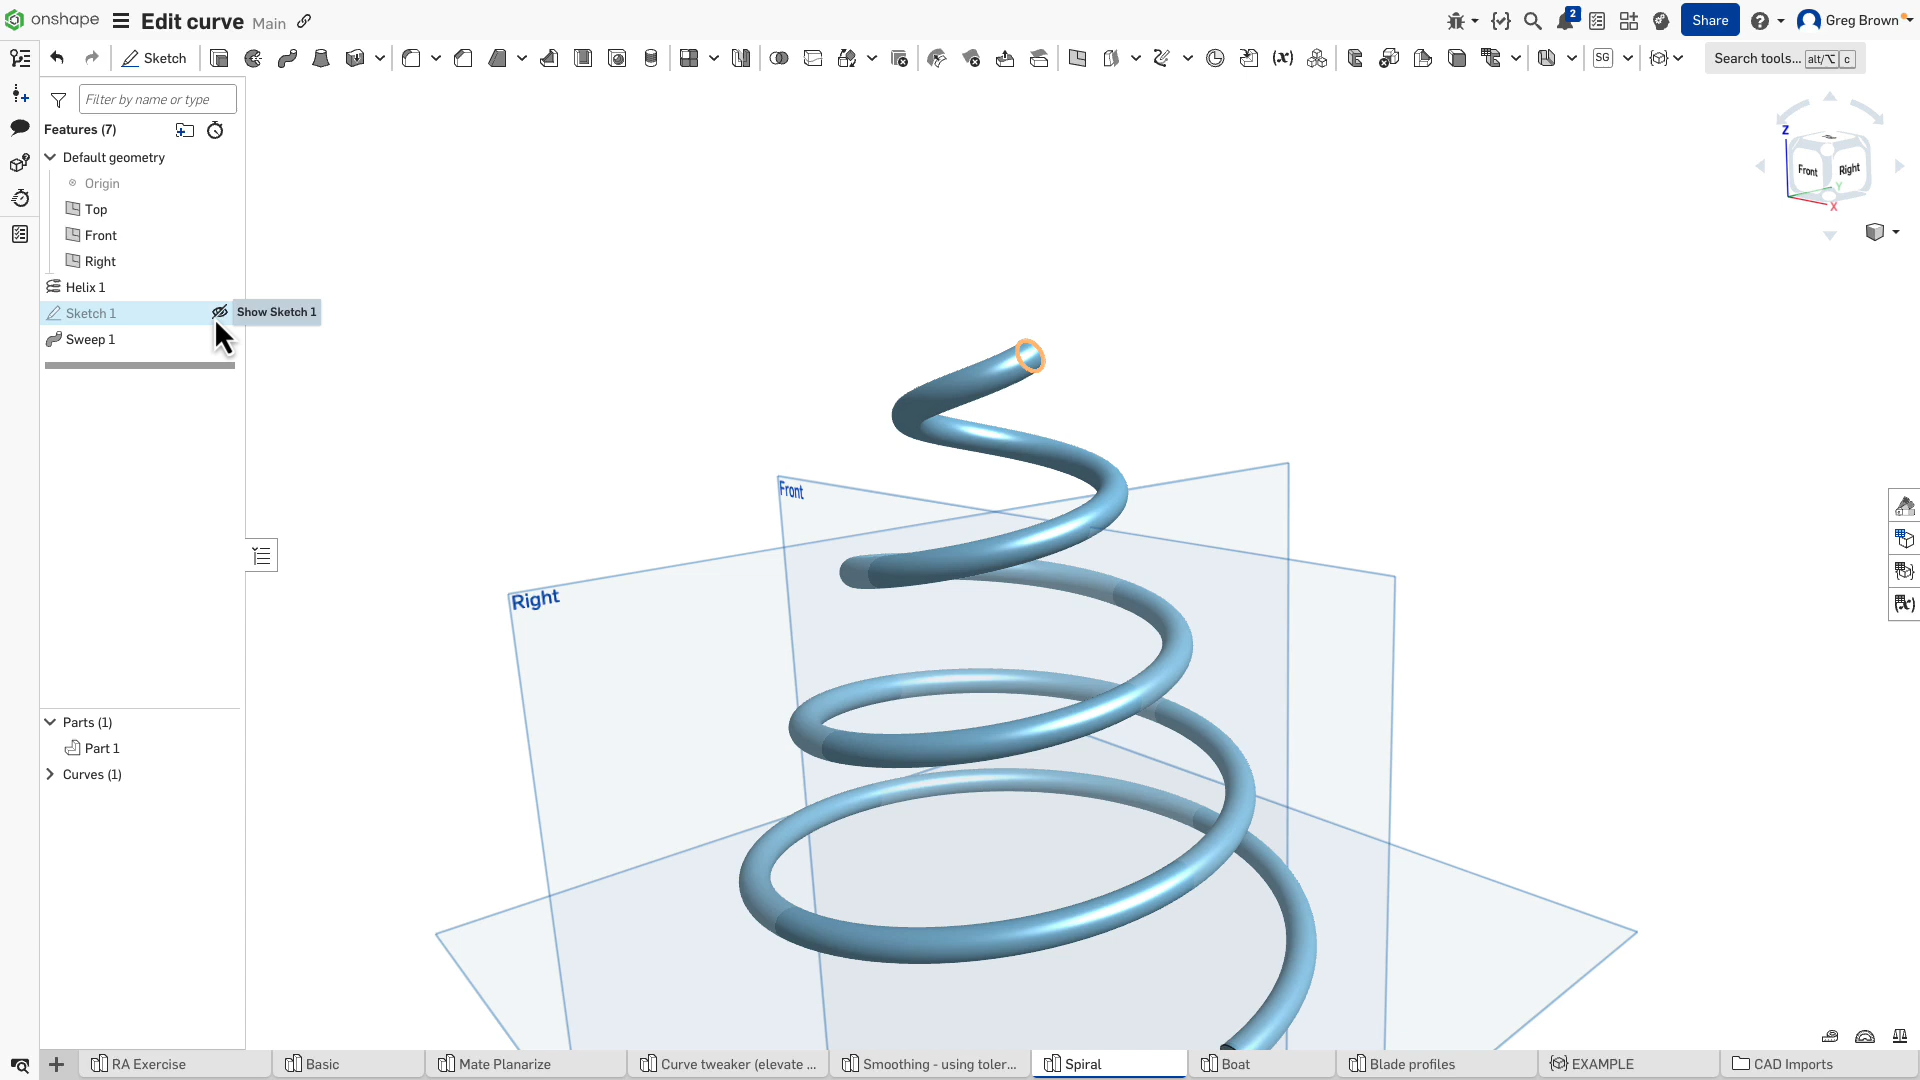 onshape Edit curve Main 2 Share Greg Brown
Sketch SG Search tools... alt/⌥ c
Filter by name or type
Features (7)
Default geometry
Origin
Top
Front
Right
Helix 1
Sketch 1 Show Sketch 1
Sweep 1
Z Front Right Y X
Front
Right
Parts (1)
Part 1
Curves (1)
RA Exercise Basic Mate Planarize Curve tweaker (elevate ... Smoothing - using toler... Spiral Boat Blade profiles EXAMPLE CAD Imports